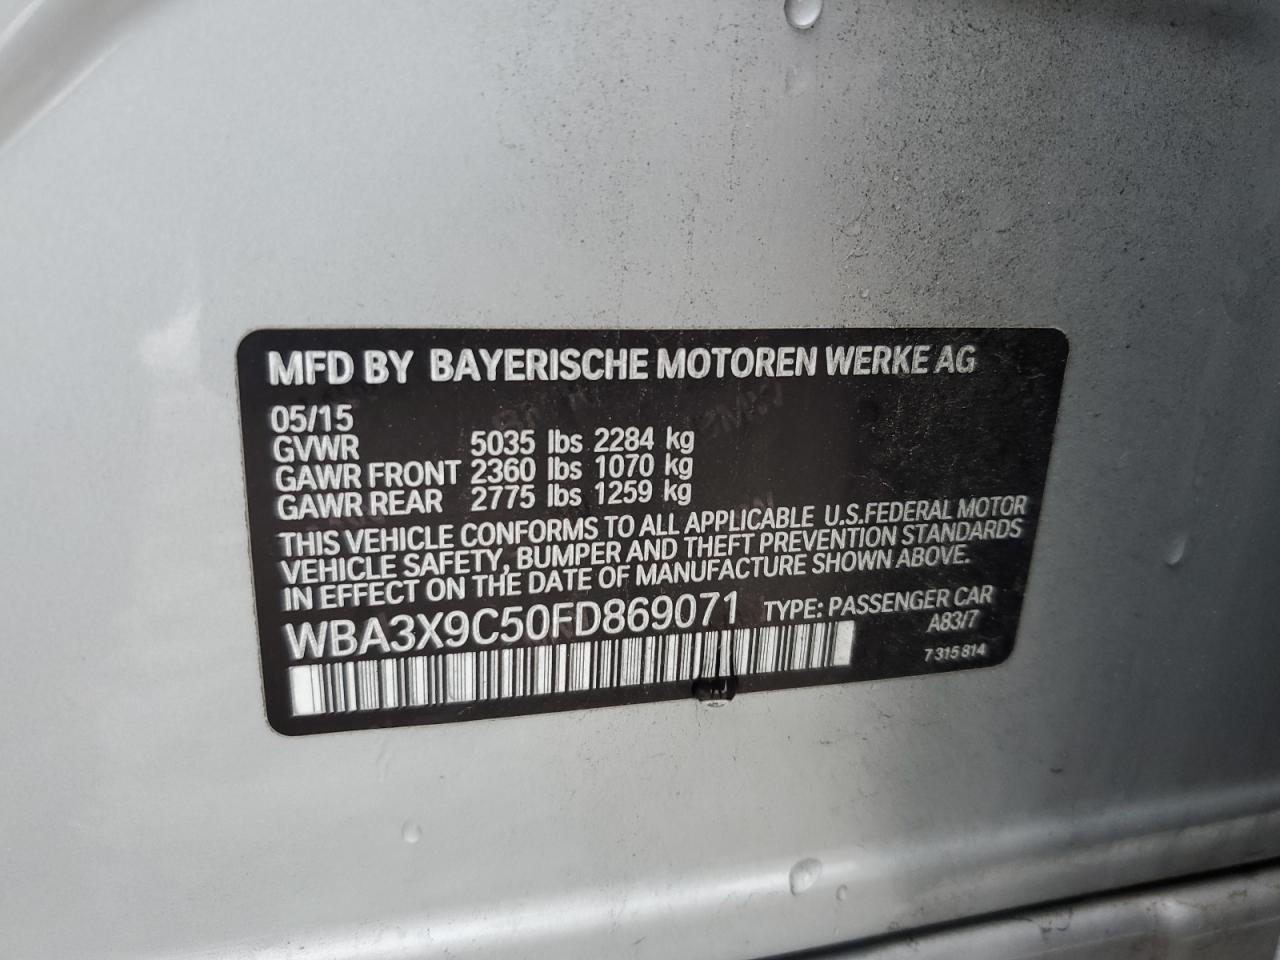 MFD BY BAYERISCHE MOTOREN WERKE AG
05/15
GVWR 5035 lbs 2284 kg
GAWR FRONT 2360 lbs 1070 kg
GAWR REAR 2775 lbs 1259 kg
THIS VEHICLE CONFORMS TO ALL APPLICABLE U.S.FEDERAL MOTOR
VEHICLE SAFETY, BUMPER AND THEFT PREVENTION STANDARDS
IN EFFECT ON THE DATE OF MANUFACTURE SHOWN ABOVE.
WBA3X9C50FD869071 TYPE: PASSENGER CAR
A83/7
7 315 814